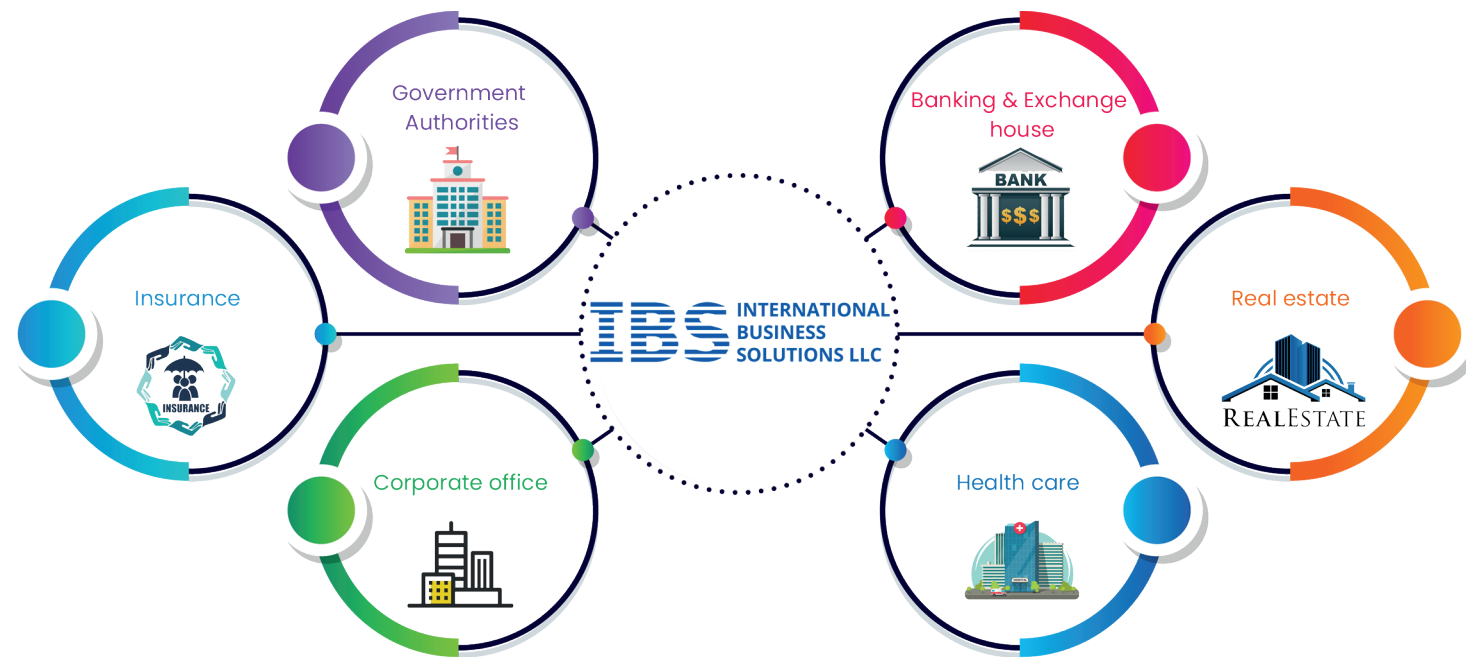 Government
Authorities
Banking & Exchange
house
BANK
$$$
Insurance
INSURANCE
IBS
INTERNATIONAL
BUSINESS
SOLUTIONS LLC
Real estate
REALESTATE
Corporate office
Health care
HOSPITAL